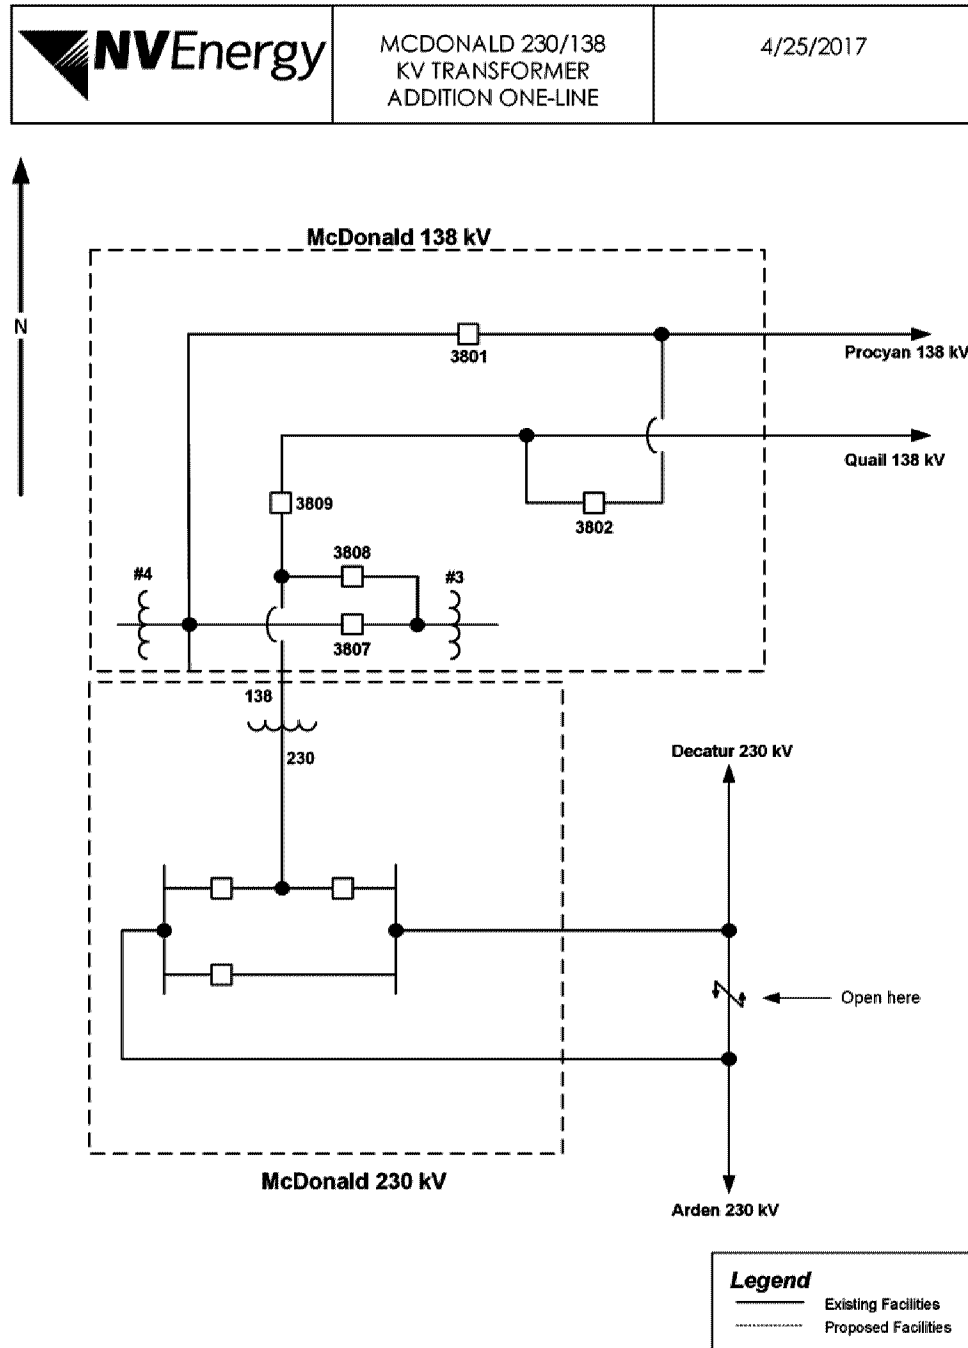 NVEnergy
MCDONALD 230/138
KV TRANSFORMER
ADDITION ONE-LINE
4/25/2017
N
McDonald 138 kV
3801
Procyan 138 kV
Quail 138 kV
3809
3802
3808
#4
#3
3807
138
230
Decatur 230 kV
Open here
McDonald 230 kV
Arden 230 kV
Legend
Existing Facilities
Proposed Facilities